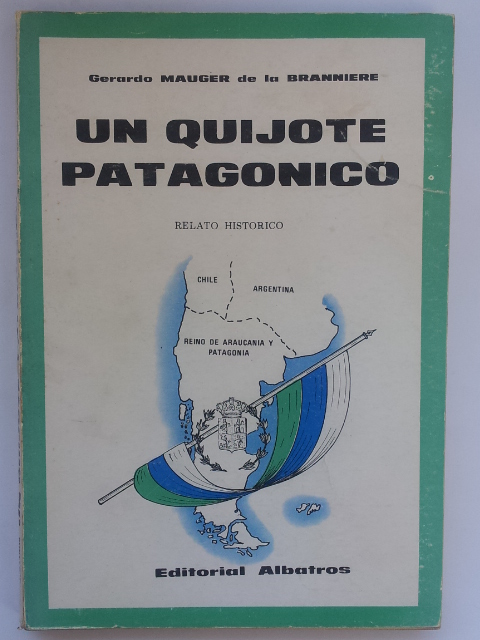 Gerardo MAUGER de la BRANNIERE
UN QUIJOTE
PATAGONICO
RELATO HISTORICO
CHILE
ARGENTINA
REINO DE ARAUCANIA Y
PATAGONIA
Editorial Albatros